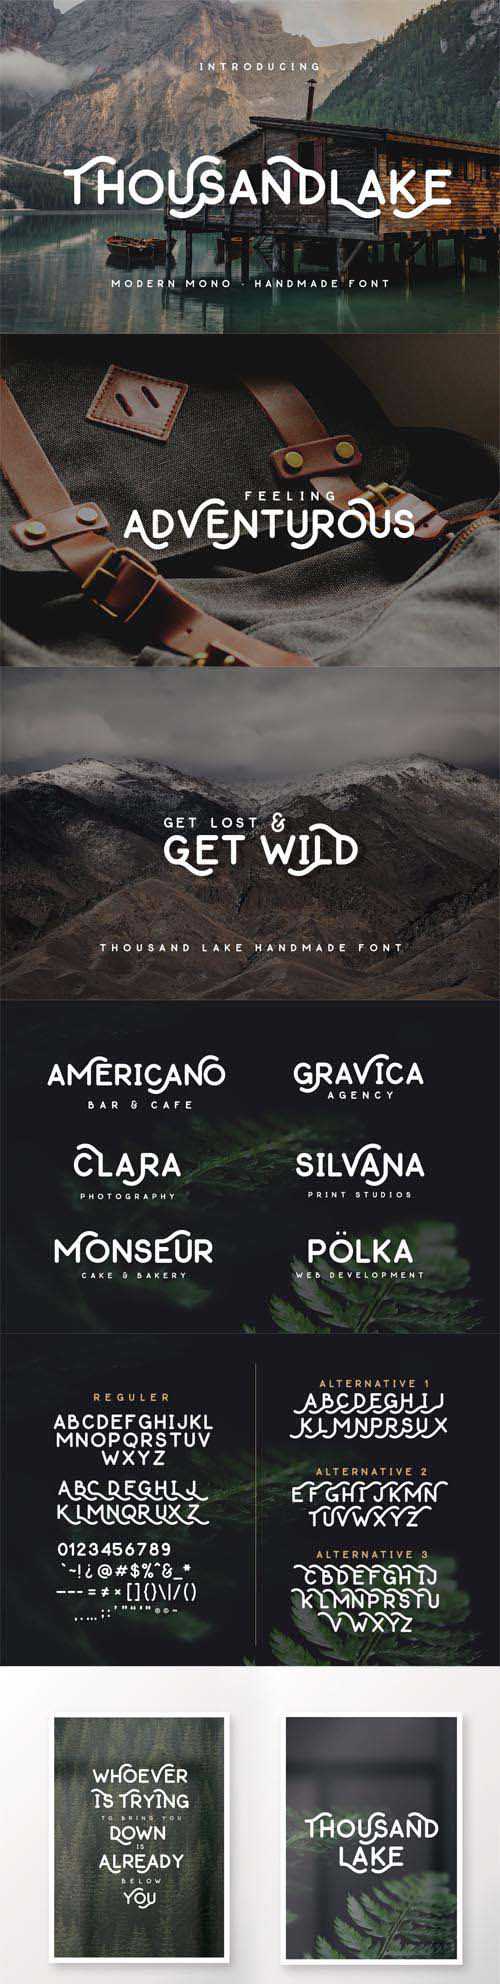 INTRODUCING
THOUSANDLAKE
MODERN MONO - HANDMADE FONT
FEELING
ADVENTUROUS
GET LOST &
GET WILD
THOUSAND LAKE HANDMADE FONT
AMERICANO
BAR & CAFE
GRAVICA
AGENCY
CLARA
PHOTOGRAPHY
SILVANA
PRINT STUDIOS
MONSEUR
CAKE & BAKERY
PÖLKA
WEB DEVELOPMENT
REGULER
ABCDEFGHIJKL
MNOPQRSTUV
WXYZ
ABC DEGHIJ
KLMNQRUXZ
0123456789
`~!¿@#$%^&_*
ALTERNATIVE 1
ABCDEGHIJ
KLMNPRSUX
ALTERNATIVE 2
EFGHIJKMN
TUVWXYZ
ALTERNATIVE 3
CBDEFGHIJ
KLMNPRSTU
VWXYZ
WHOEVER
IS TRYING
TO BRING YOU
DOWN
IS
ALREADY
BELOW
YOU
THOUSAND
LAKE